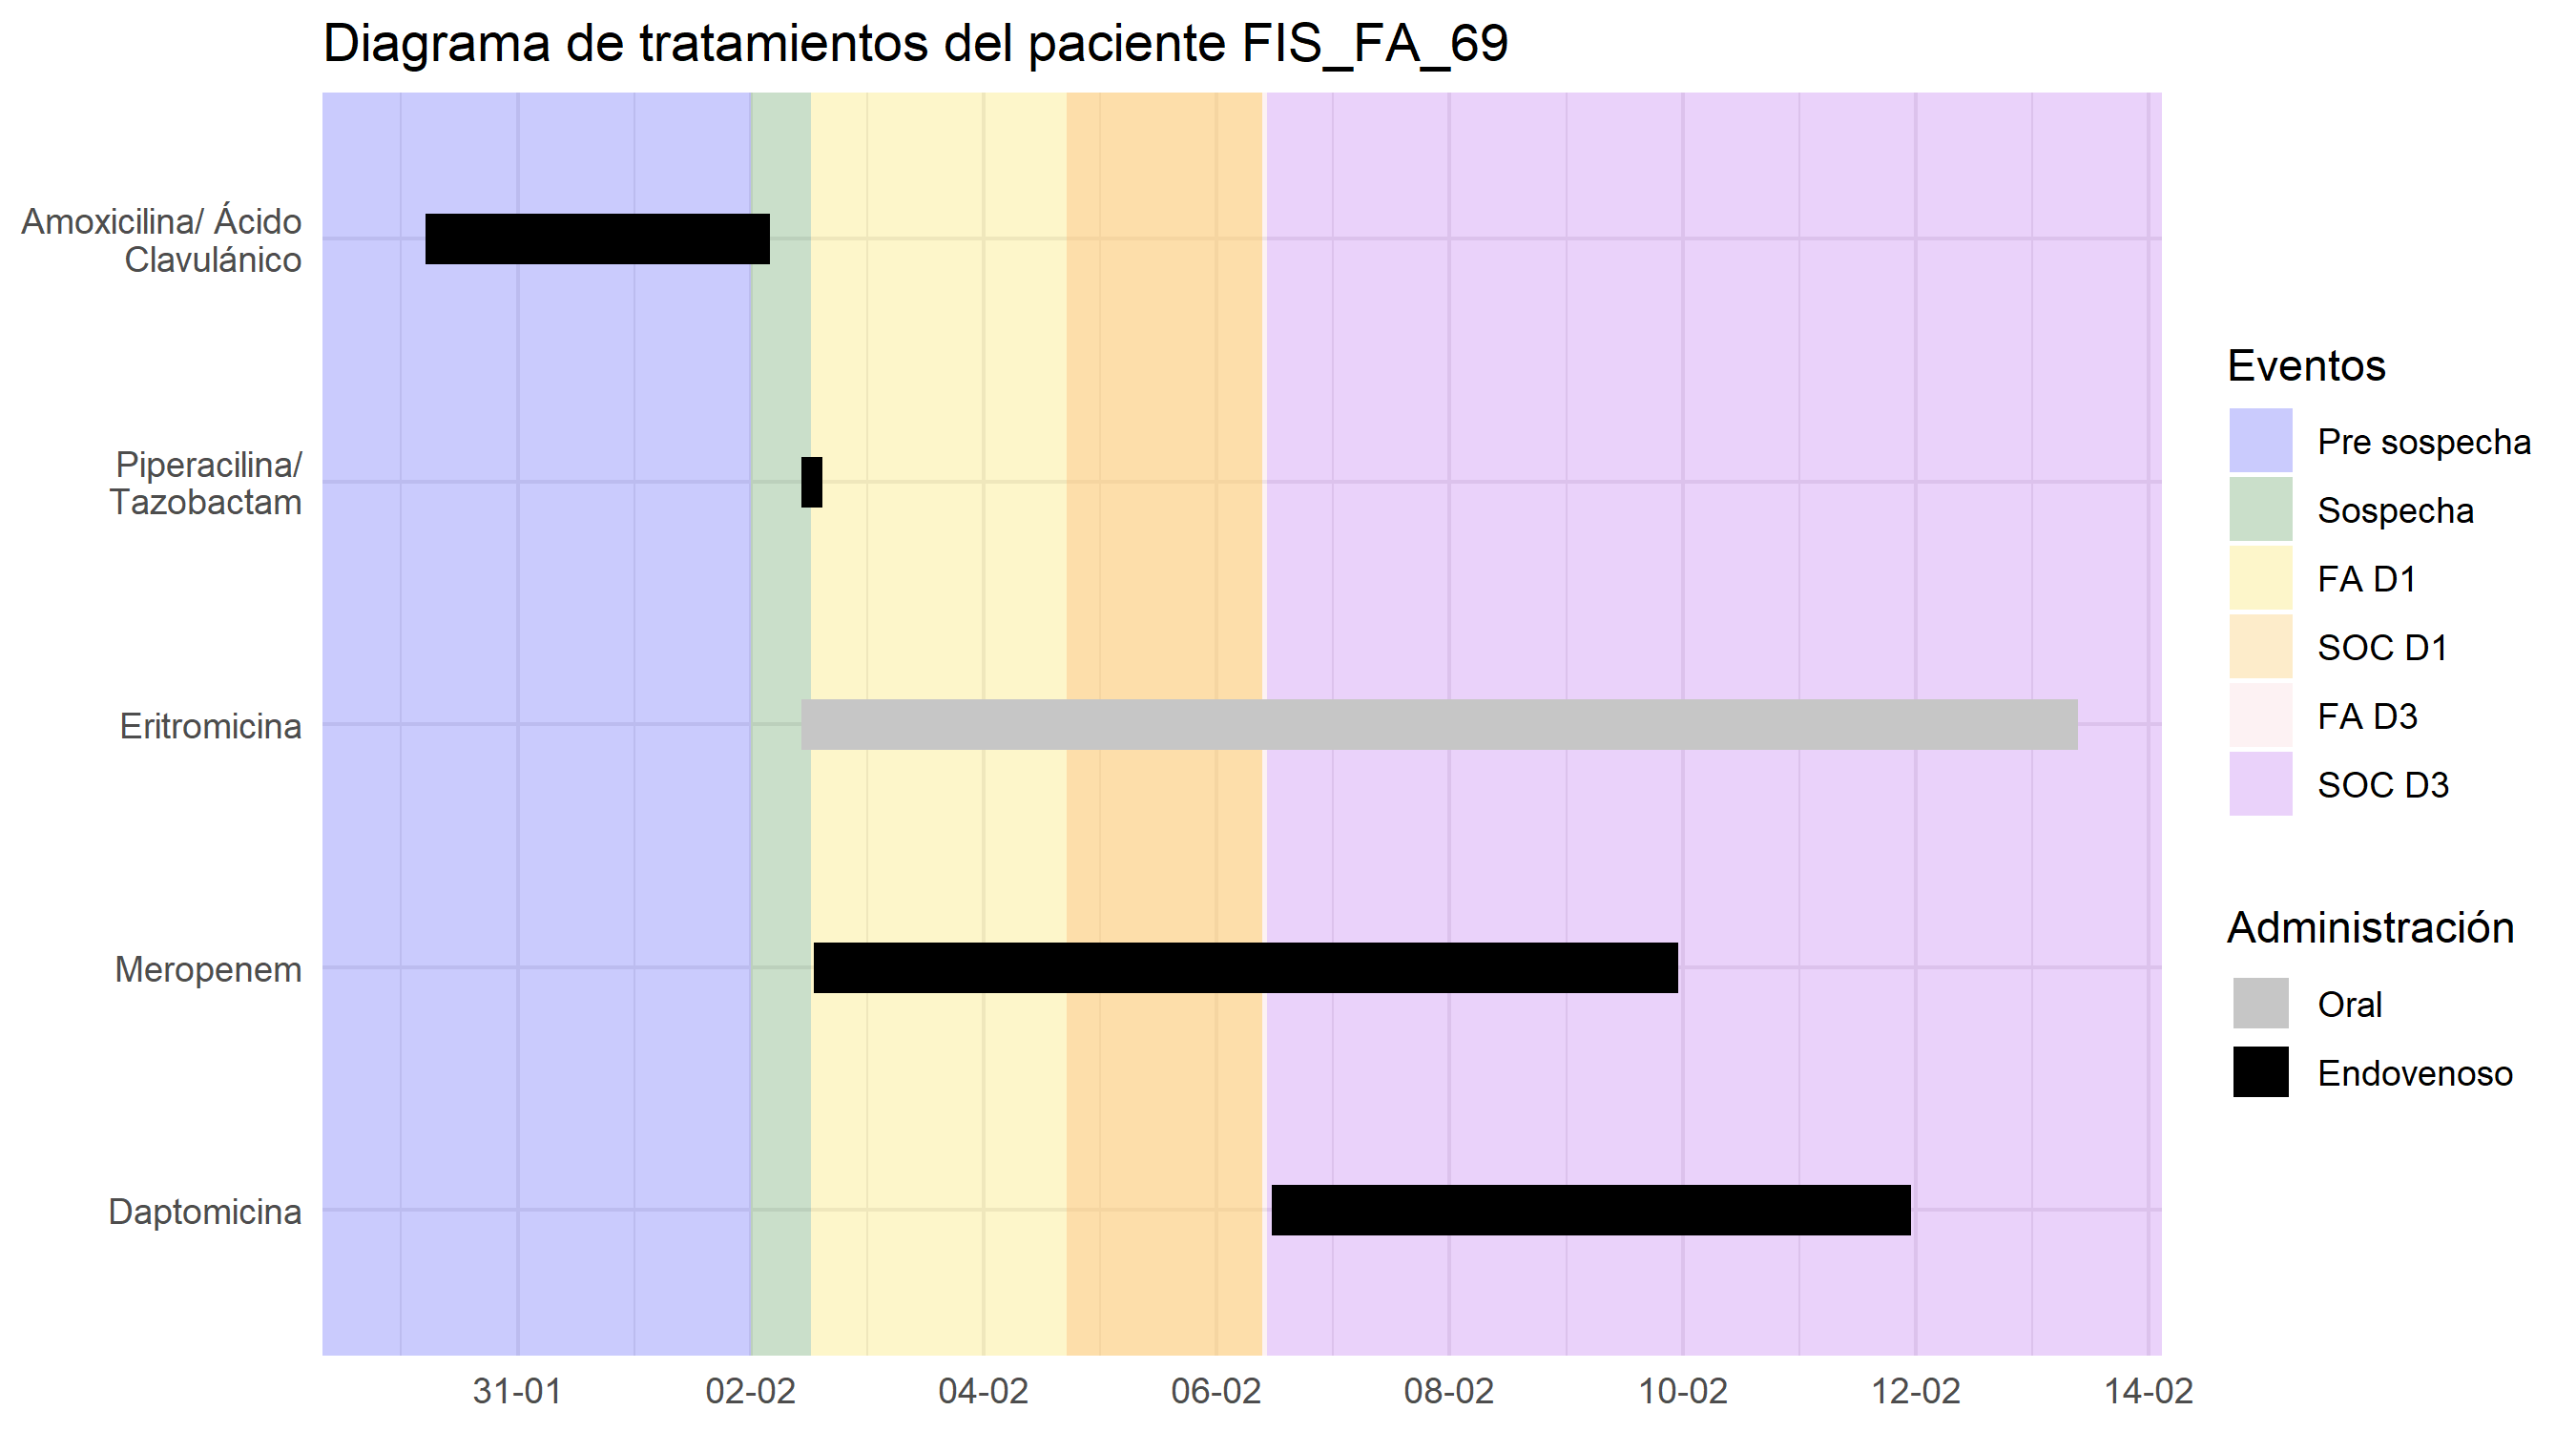 Diagrama de tratamientos del paciente FIS_FA_69
Amoxicilina/ Ácido
Clavulánico
Piperacilina/
Tazobactam
Eritromicina
Meropenem
Daptomicina
31-01
02-02
04-02
06-02
08-02
10-02
12-02
14-02
Eventos
Pre sospecha
Sospecha
FA D1
SOC D1
FA D3
SOC D3
Administración
Oral
Endovenoso